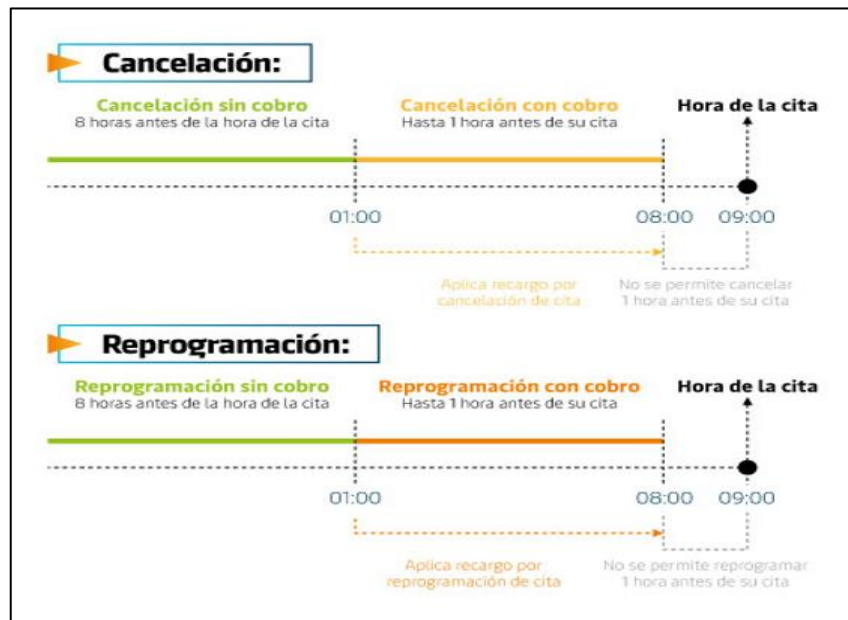 Cancelación:
Cancelación sin cobro
8 horas antes de la hora de la cita
Cancelación con cobro
Hasta 1 hora antes de su cita
Hora de la cita
01:00
08:00
09:00
Aplica recargo por
cancelación de cita
No se permite cancelar
1 hora antes de su cita
Reprogramación:
Reprogramación sin cobro
8 horas antes de la hora de la cita
Reprogramación con cobro
Hasta 1 hora antes de su cita
Hora de la cita
01:00
08:00
09:00
Aplica recargo por
reprogramación de cita
No se permite reprogramar
1 hora antes de su cita